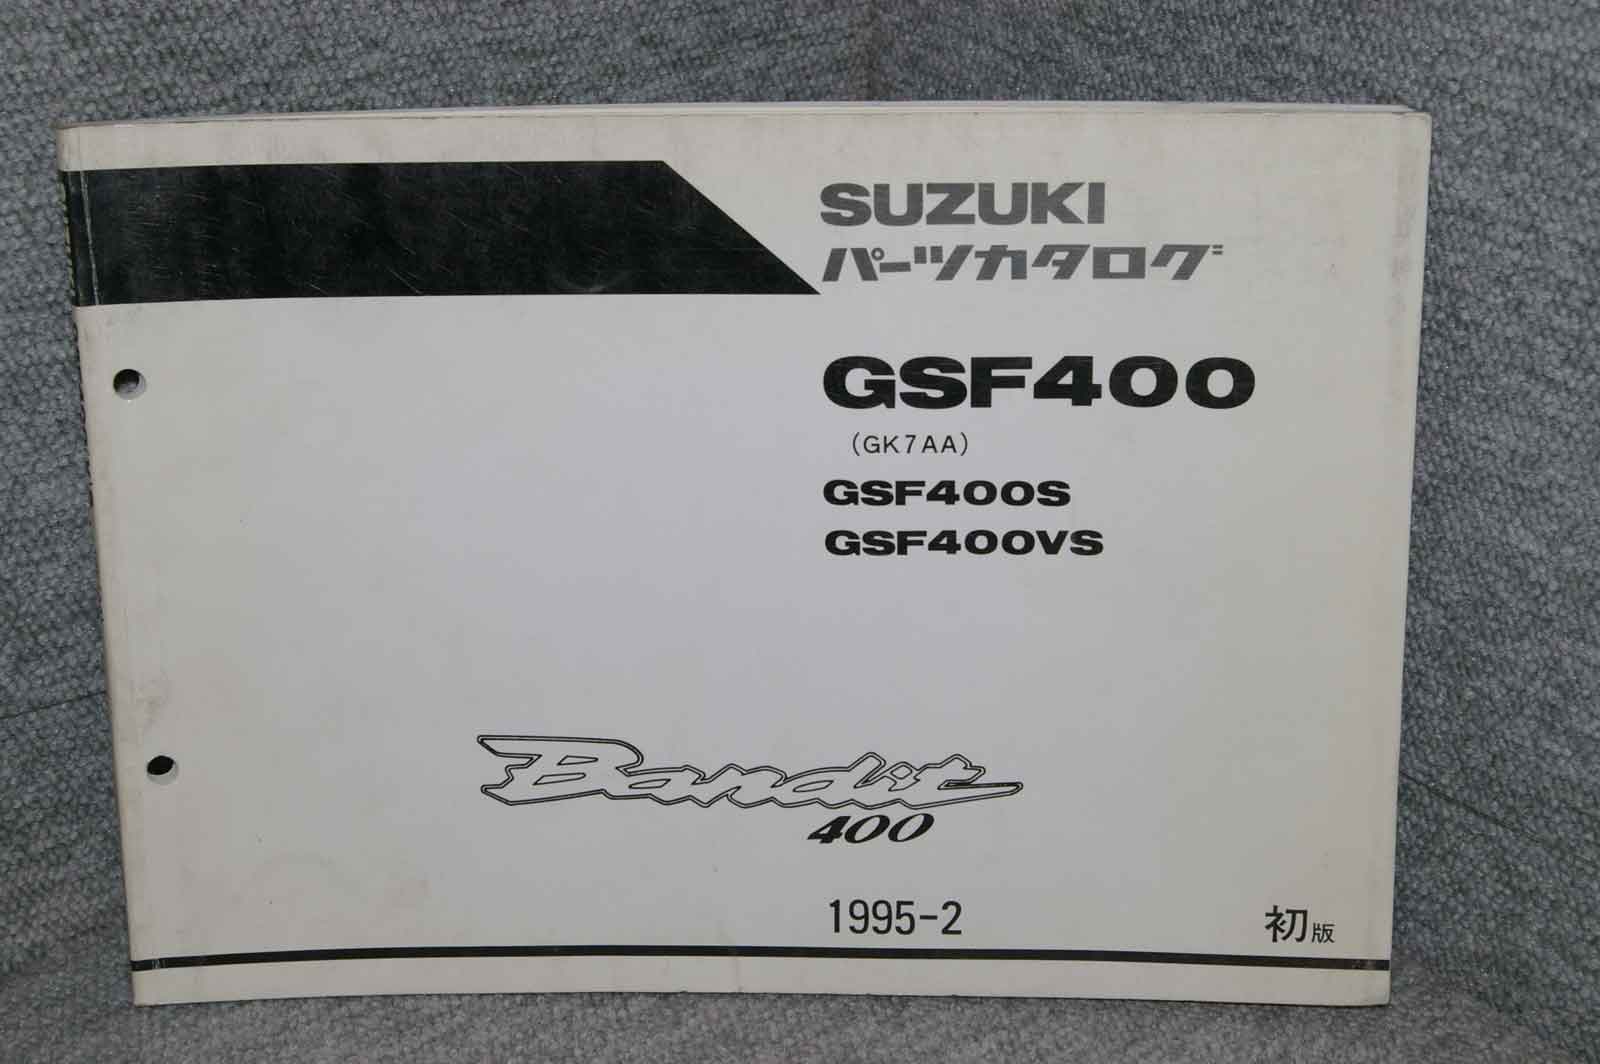 SUZUKI
パーツカタログ
GSF400
(GK7AA)
GSF400S
GSF400VS
Bandit
400
1995-2
初版